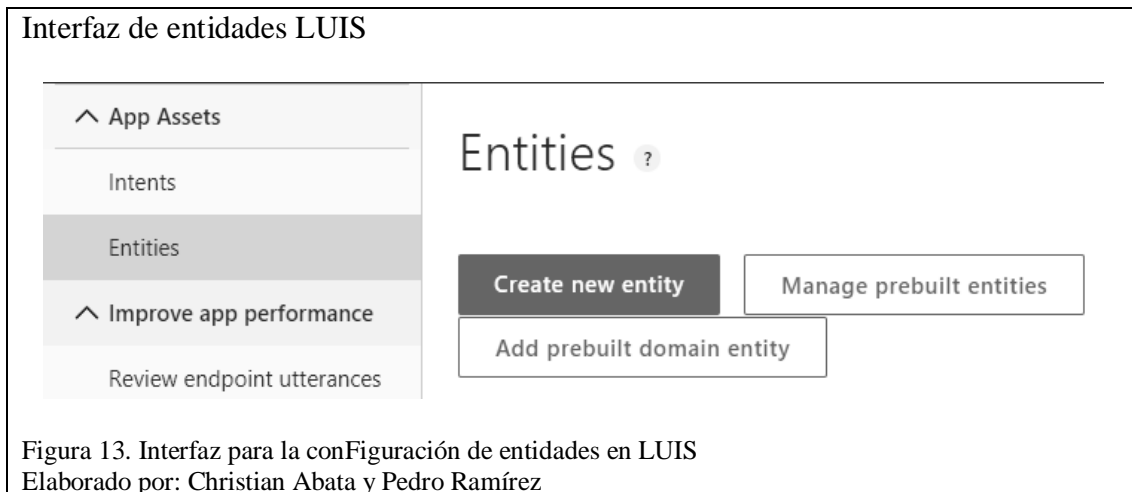 Interfaz de entidades LUIS
App Assets
Intents
Entities
Improve app performance
Review endpoint utterances
Entities ?
Create new entity
Manage prebuilt entities
Add prebuilt domain entity
Figura 13. Interfaz para la conFiguración de entidades en LUIS
Elaborado por: Christian Abata y Pedro Ramírez